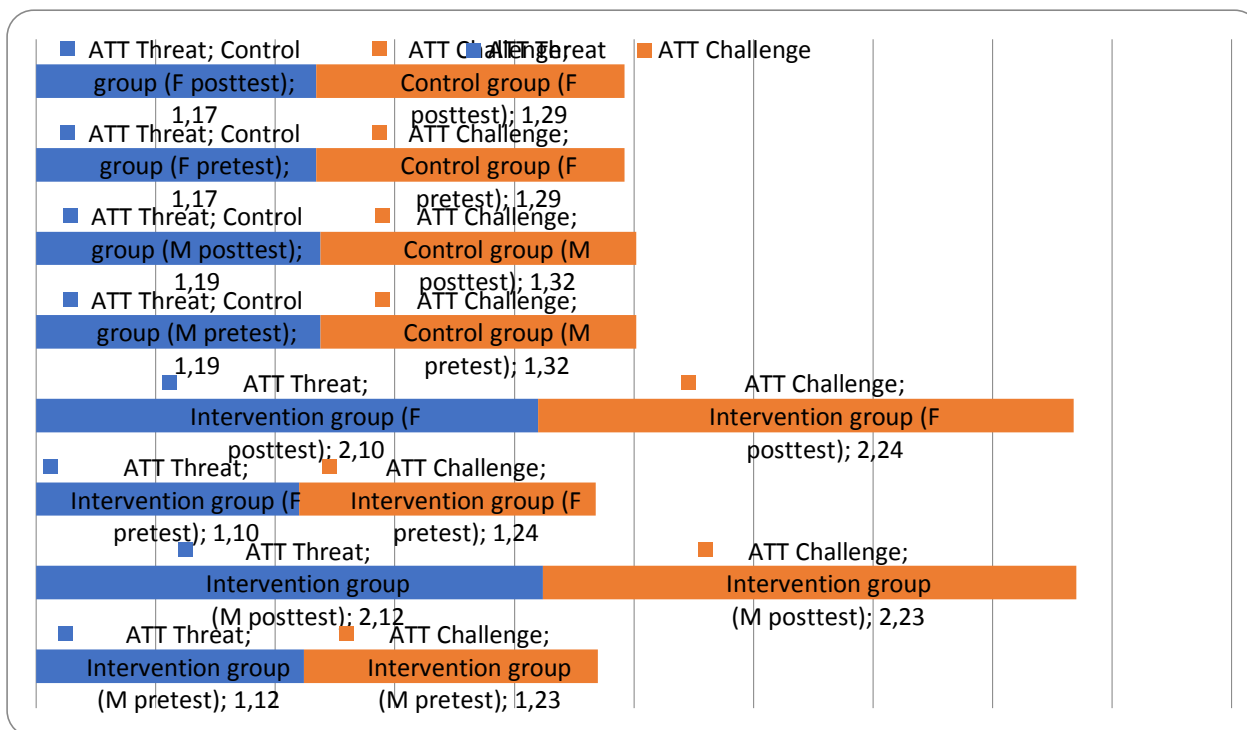 ATT Threat; Control
group (F posttest);
1,17
ATT Challenge;
Control group (F
posttest); 1,29
ATT Threat
ATT Challenge
ATT Threat; Control
group (F pretest);
1,17
ATT Challenge;
Control group (F
pretest); 1,29
ATT Threat; Control
group (M posttest);
1,19
ATT Challenge;
Control group (M
posttest); 1,32
ATT Threat; Control
group (M pretest);
1,19
ATT Challenge;
Control group (M
pretest); 1,32
ATT Threat;
Intervention group (F
posttest); 2,10
ATT Challenge;
Intervention group (F
posttest); 2,24
ATT Threat;
Intervention group (F
pretest); 1,10
ATT Challenge;
Intervention group (F
pretest); 1,24
ATT Threat;
Intervention group
(M posttest); 2,12
ATT Challenge;
Intervention group
(M posttest); 2,23
ATT Threat;
Intervention group
(M pretest); 1,12
ATT Challenge;
Intervention group
(M pretest); 1,23